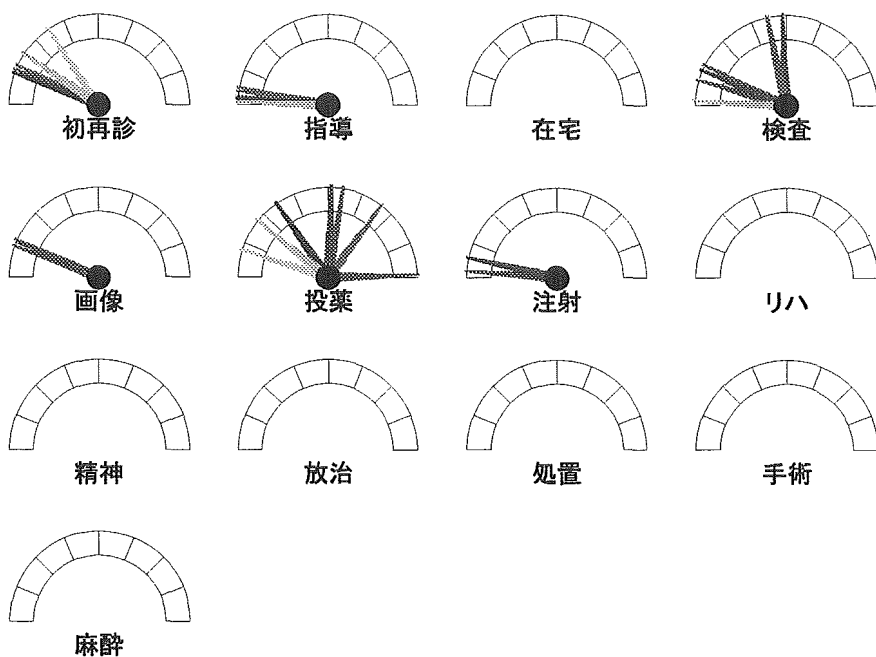 初再診 指導 在宅 検査
画像 投薬 注射 リハ
精神 放治 処置 手術
麻酔